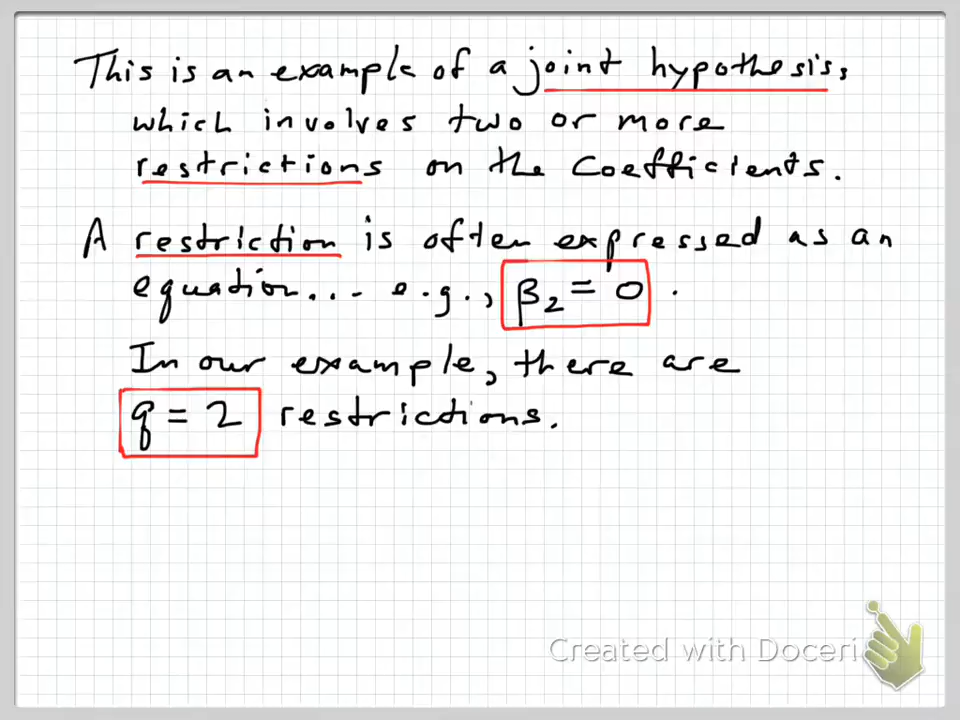 This is an example of a joint hypothesis,
which involves two or more
restrictions on the coefficients.
A restriction is often expressed as an
equation... e.g., β₂ = 0 .
In our example, there are
q = 2 restrictions.
Created with Doceri